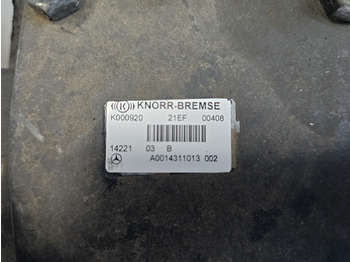 K KNORR-BREMSE
K000920 21EF 00408
14221 03 B
A0014311013 002